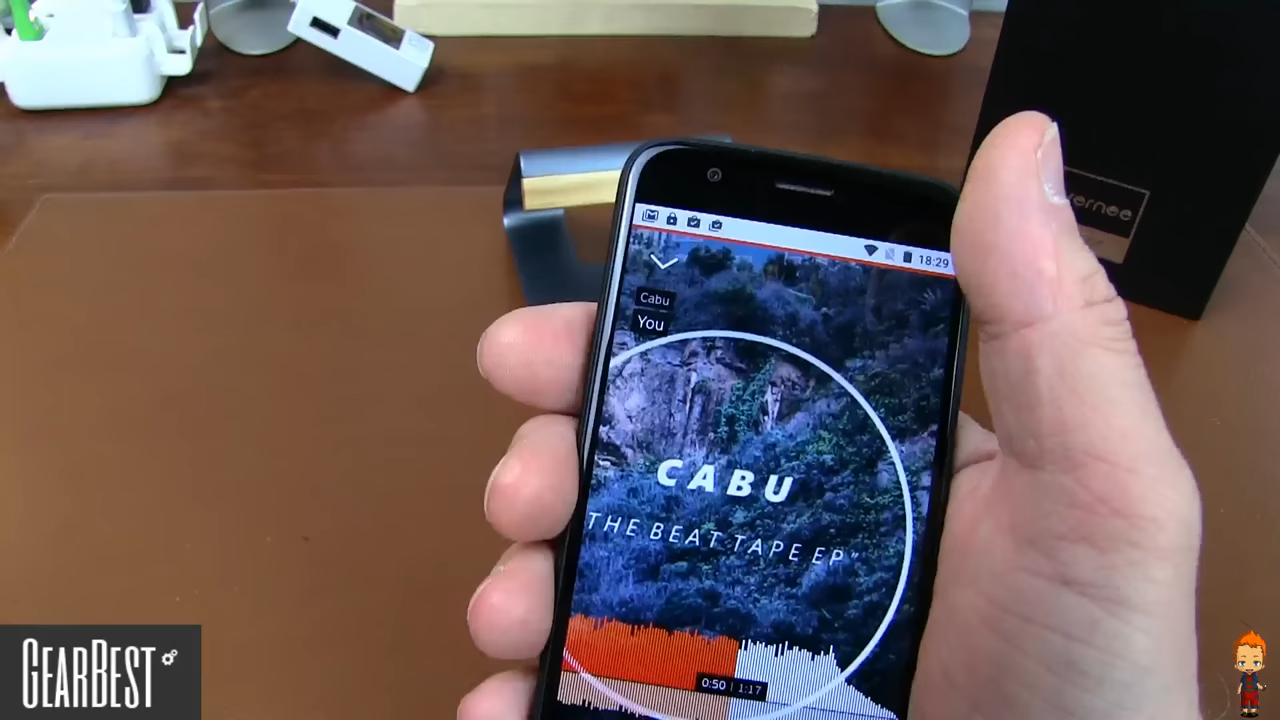 18:29
Cabu
You
CABU
THE BEAT TAPE EP"
0:50 | 1:17
GEARBEST